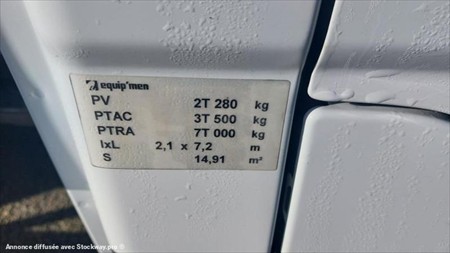 equip'men
PV 2T 280 kg
PTAC 3T 500 kg
PTRA 7T 000 kg
lxL 2,1 x 7,2 m
S 14,91 m²
Annonce diffusée avec Stockway.pro ©